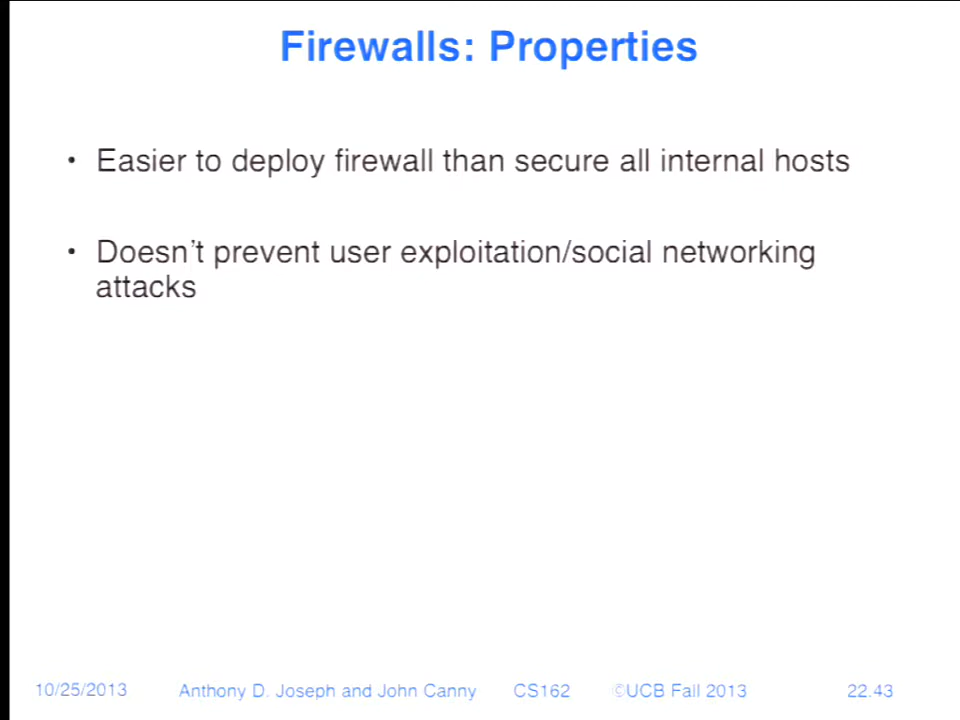 Firewalls: Properties
• Easier to deploy firewall than secure all internal hosts
• Doesn't prevent user exploitation/social networking
attacks
10/25/2013 Anthony D. Joseph and John Canny CS162 ©UCB Fall 2013 22.43